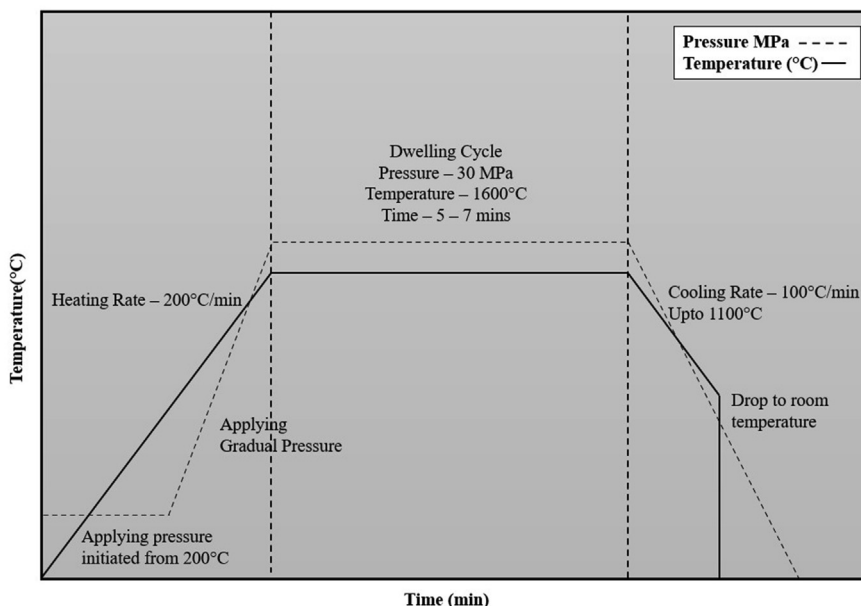 Pressure MPa
Temperature (°C)
Dwelling Cycle
Pressure – 30 MPa
Temperature – 1600°C
Time – 5 – 7 mins
Heating Rate – 200°C/min
Cooling Rate – 100°C/min
Upto 1100°C
Applying
Gradual Pressure
Drop to room
temperature
Applying pressure
initiated from 200°C
Temperature(°C)
Time (min)